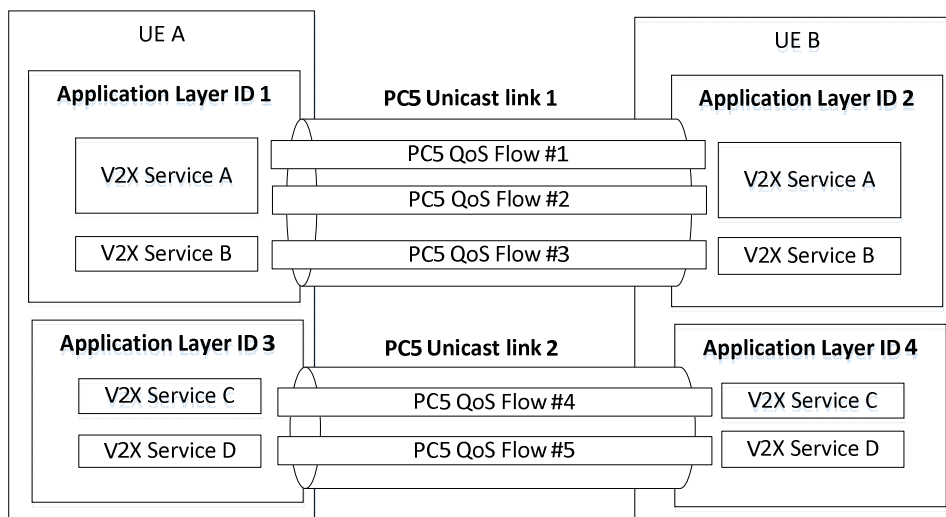 UE A
UE B
Application Layer ID 1
PC5 Unicast link 1
Application Layer ID 2
V2X Service A
PC5 QoS Flow #1
V2X Service A
PC5 QoS Flow #2
V2X Service B
PC5 QoS Flow #3
V2X Service B
Application Layer ID 3
PC5 Unicast link 2
Application Layer ID 4
V2X Service C
PC5 QoS Flow #4
V2X Service C
V2X Service D
PC5 QoS Flow #5
V2X Service D